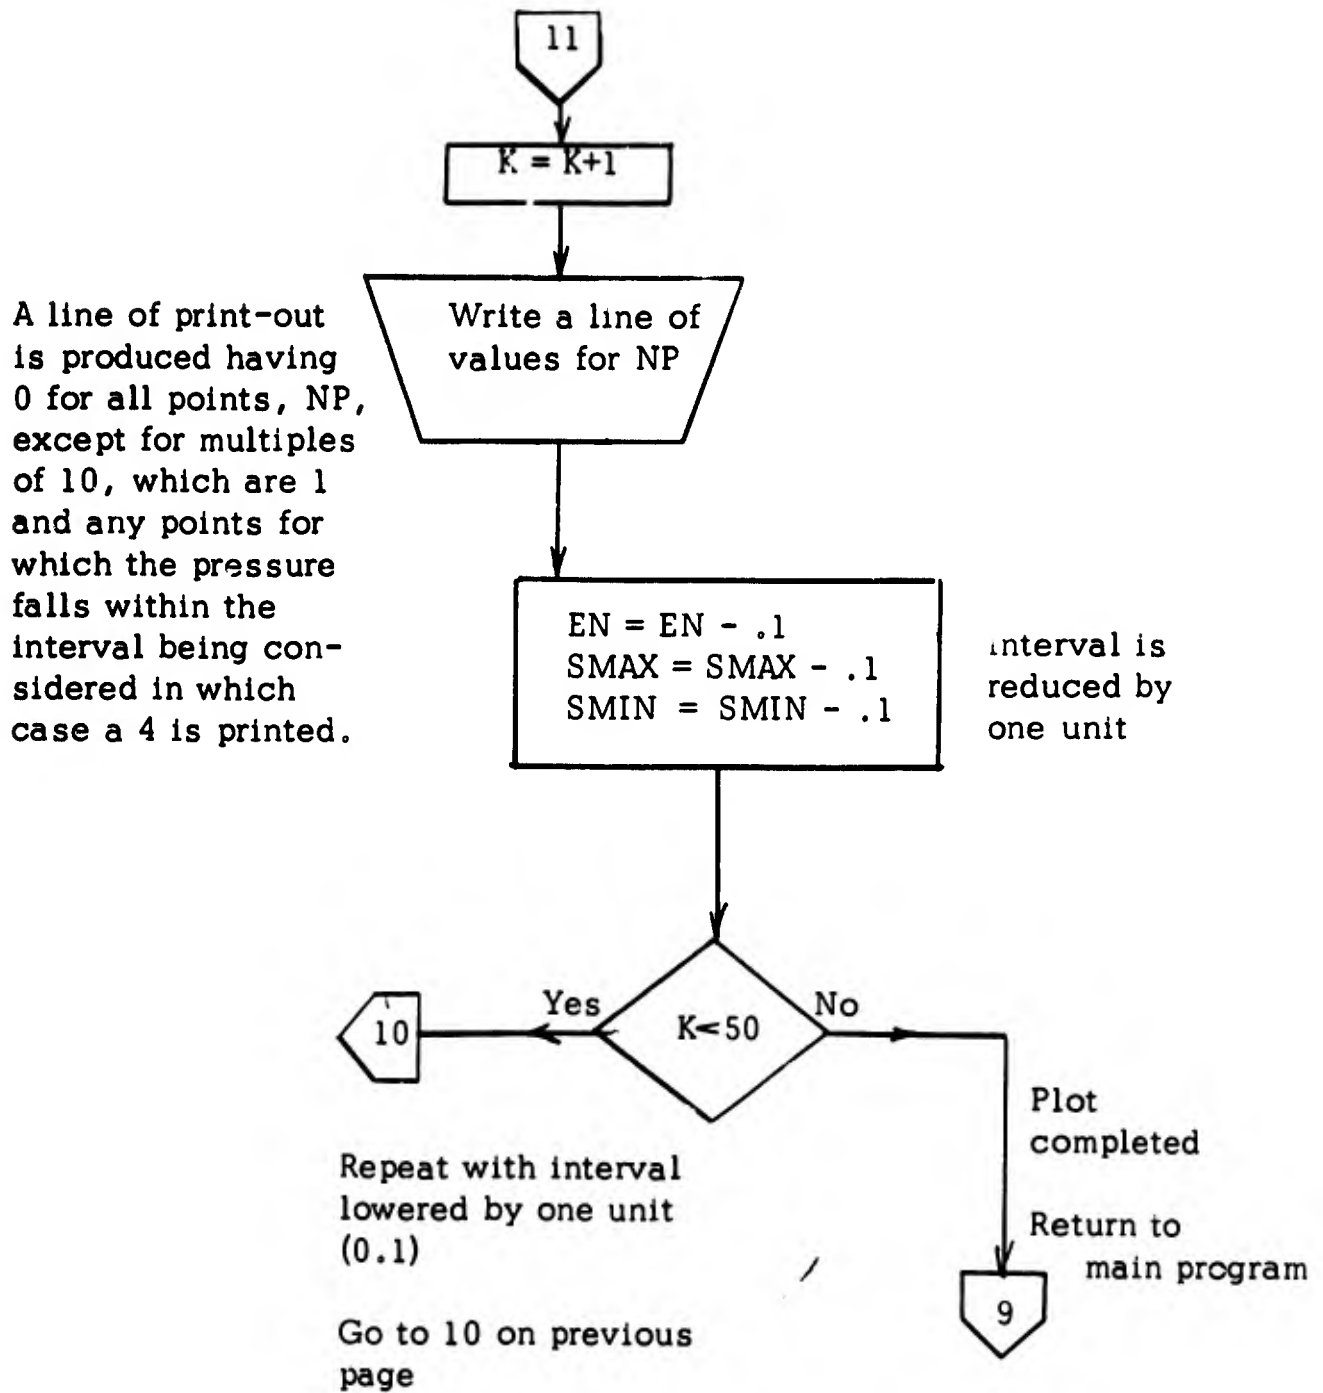 11
K = K+1
Write a line of
values for NP
A line of print-out
is produced having
0 for all points, NP,
except for multiples
of 10, which are 1
and any points for
which the pressure
falls within the
interval being con-
sidered in which
case a 4 is printed.
EN = EN - .1
SMAX = SMAX - .1
SMIN = SMIN - .1
interval is
reduced by
one unit
Yes
No
10
K<50
Plot
completed
Repeat with interval
lowered by one unit
(0.1)
Return to
main program
9
Go to 10 on previous
page